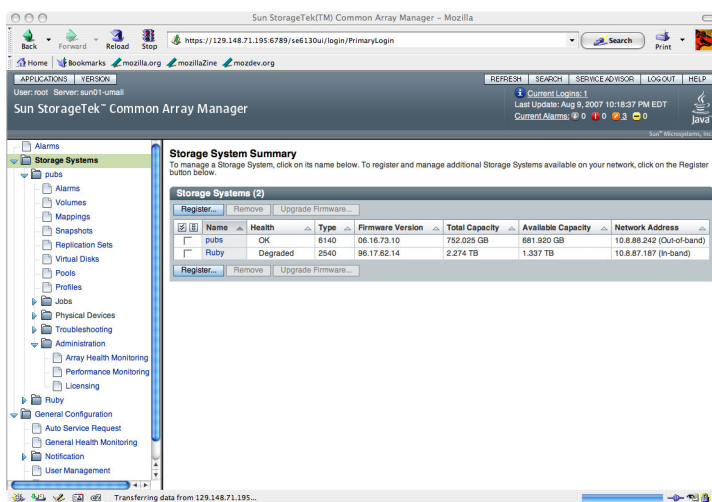 Sun StorageTek(TM) Common Array Manager – Mozilla
Back Forward Reload Stop https://129.148.71.195:6789/se6130ui/login/PrimaryLogin Search Print
Home Bookmarks mozilla.org mozillaZine mozdev.org
APPLICATIONS VERSION REFRESH SEARCH SERVICE ADVISOR LOG OUT HELP
User: root Server: sun01-umall
Current Logins: 1
Sun StorageTek™ Common Array Manager
Last Update: Aug 9, 2007 10:18:37 PM EDT
Current Alarms: 0 0 3 0
Java
Sun™ Microsystems, Inc.
Alarms
Storage Systems
pubs
Alarms
Volumes
Mappings
Snapshots
Replication Sets
Virtual Disks
Pools
Profiles
Jobs
Physical Devices
Troubleshooting
Administration
Array Health Monitoring
Performance Monitoring
Licensing
Ruby
General Configuration
Auto Service Request
General Health Monitoring
Notification
User Management
Storage System Summary
To manage a Storage System, click on its name below. To register and manage additional Storage Systems available on your network, click on the Register
button below.
Storage Systems (2)
Register... Remove Upgrade Firmware...
Name Health Type Firmware Version Total Capacity Available Capacity Network Address
pubs OK 6140 06.16.73.10 752.025 GB 681.920 GB 10.8.88.242 (Out-of-band)
Ruby Degraded 2540 96.17.62.14 2.274 TB 1.337 TB 10.8.87.187 (In-band)
Register... Remove Upgrade Firmware...
Transferring data from 129.148.71.195...